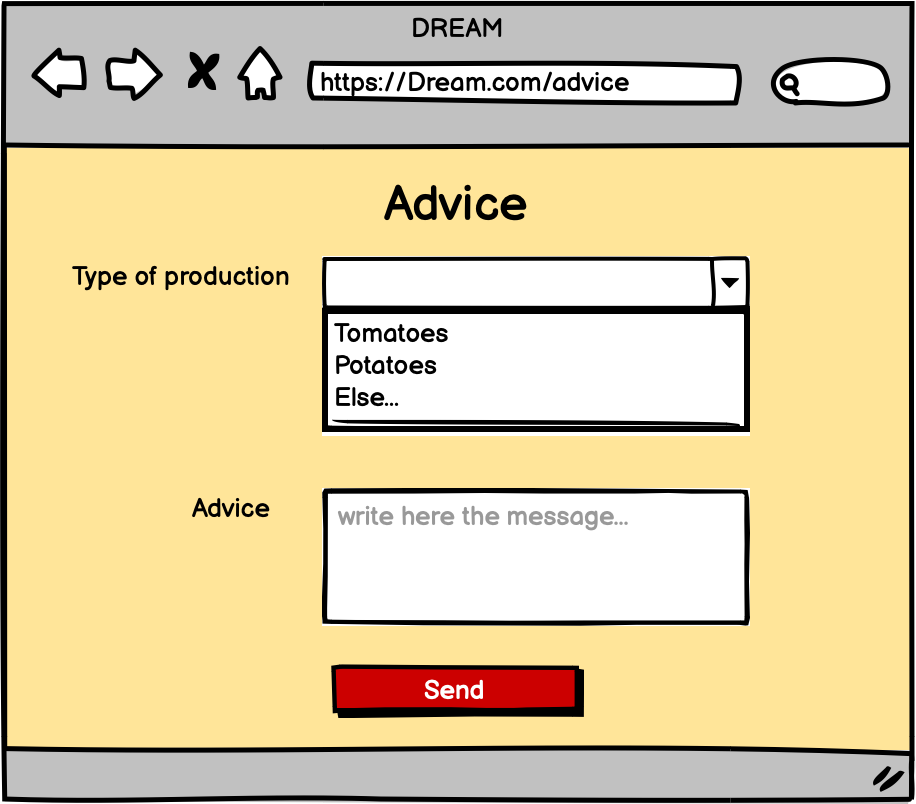 DREAM
https://Dream.com/advice
Advice
Type of production
Tomatoes
Potatoes
Else...
Advice
write here the message...
Send